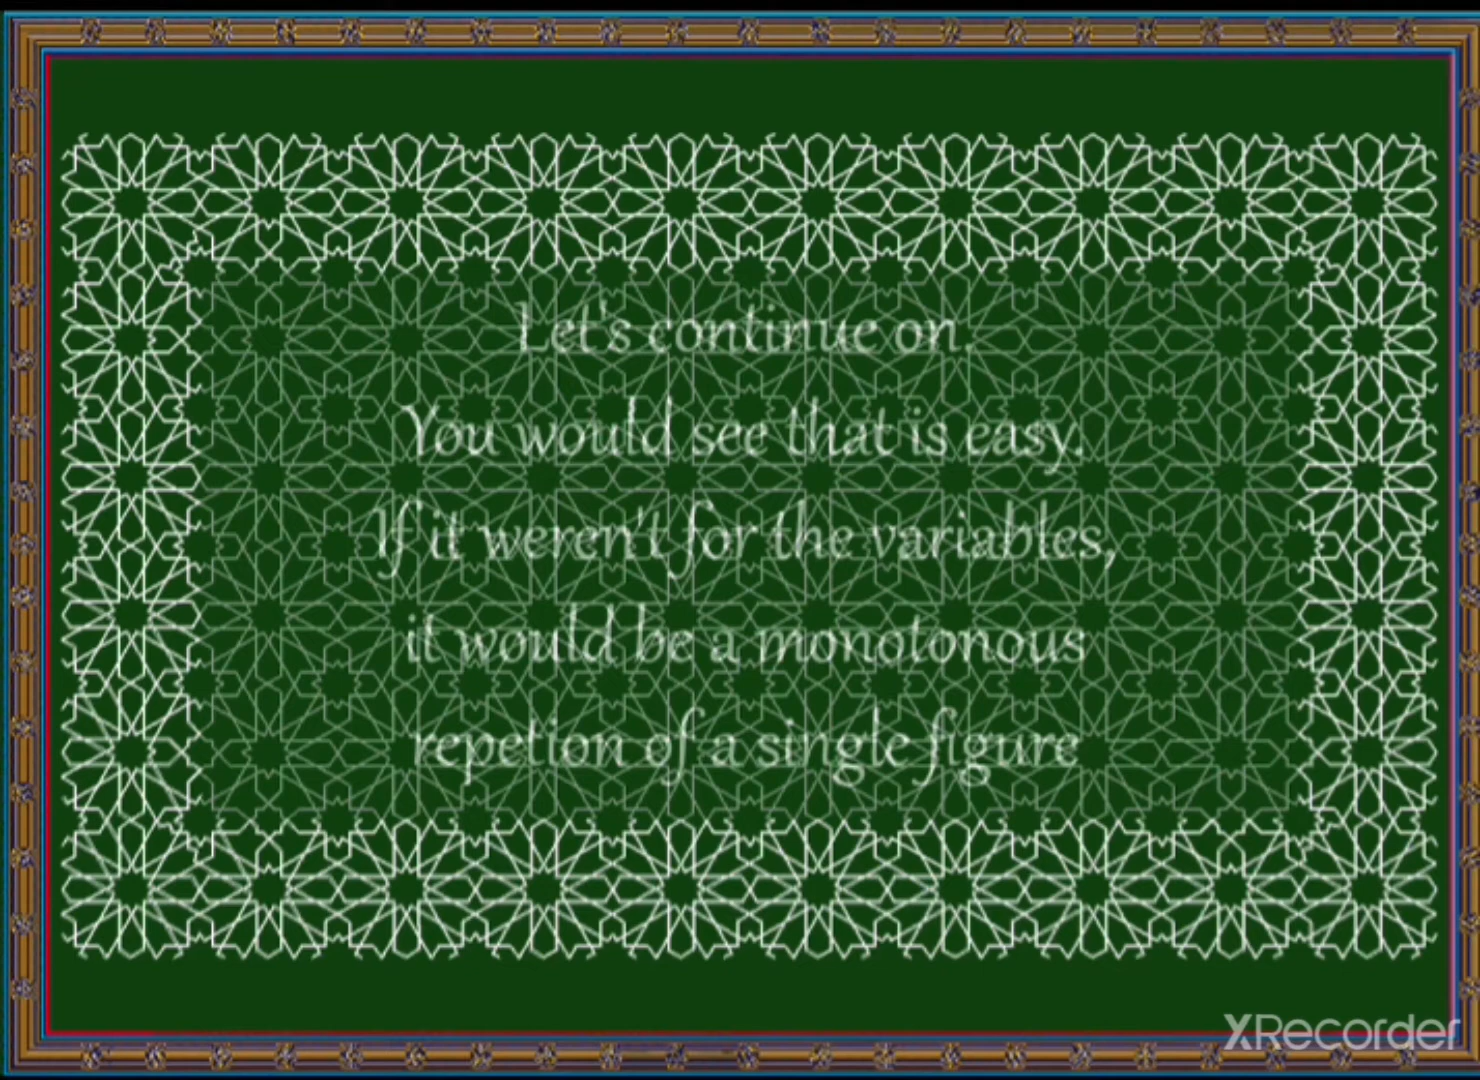 Let's continue on.
You would see that is easy.
If it weren't for the variables,
it would be a monotonous
repetion of a single figure
XRecorder